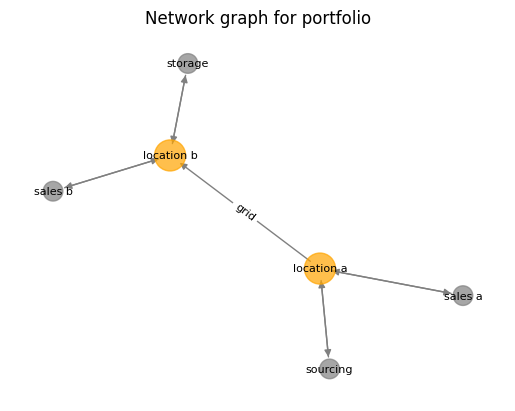 Network graph for portfolio
storage
location b
sales b
grid
location a
sales a
sourcing